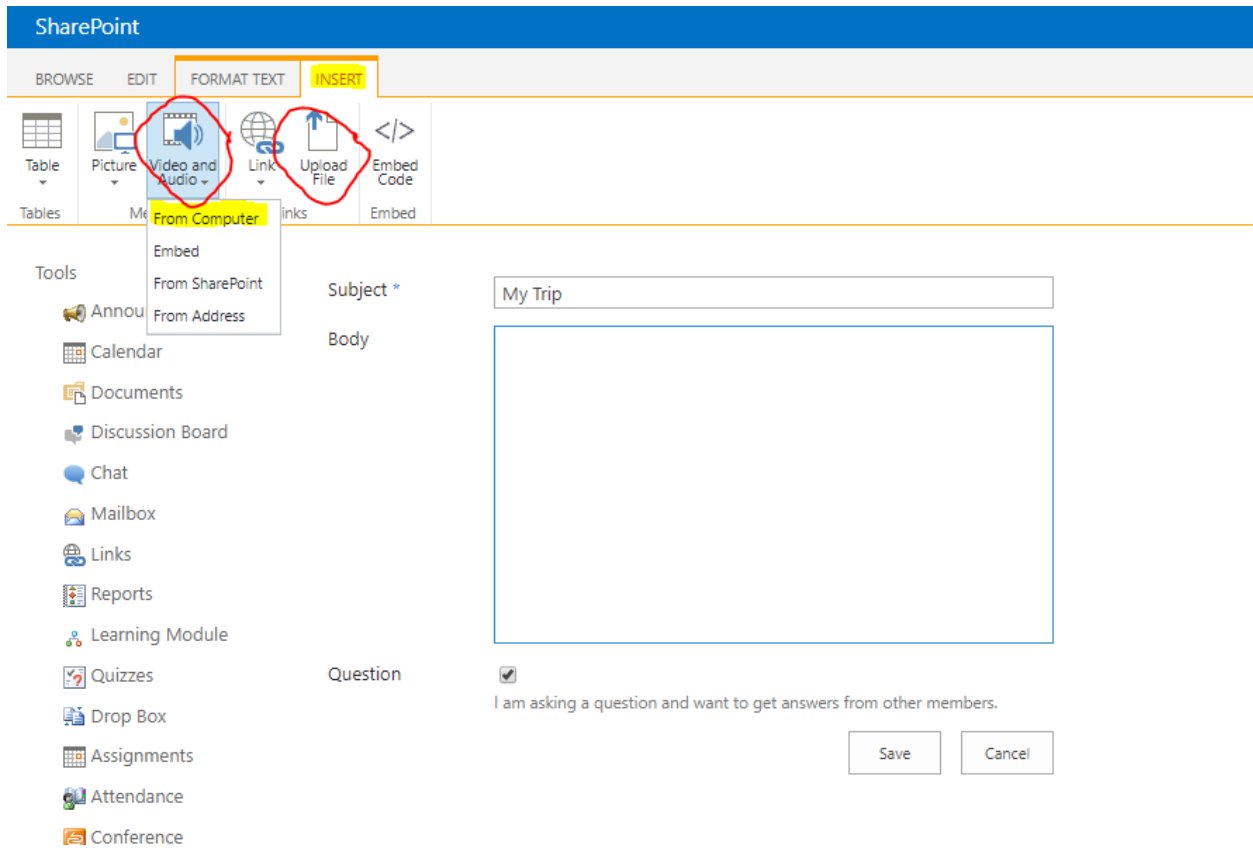 SharePoint
BROWSE EDIT FORMAT TEXT INSERT
Table Picture Video and Audio Link Upload File </> Embed Code
Tables Embed
From Computer
Embed
From SharePoint
From Address
Tools
Calendar
Documents
Discussion Board
Chat
Mailbox
Links
Reports
Learning Module
Quizzes
Drop Box
Assignments
Attendance
Conference
Subject *
My Trip
Body
Question
I am asking a question and want to get answers from other members.
Save Cancel